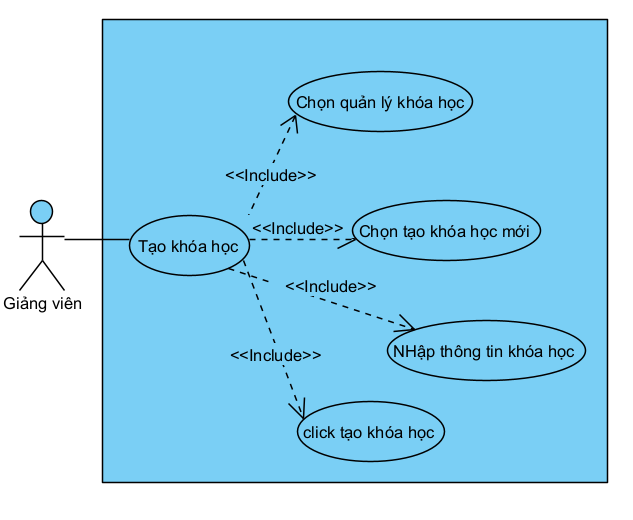 Chọn quản lý khóa học
<<Include>>
<<Include>>
Chọn tạo khóa học mới
Tạo khóa học
<<Include>>
Giảng viên
NHập thông tin khóa học
<<Include>>
click tạo khóa học